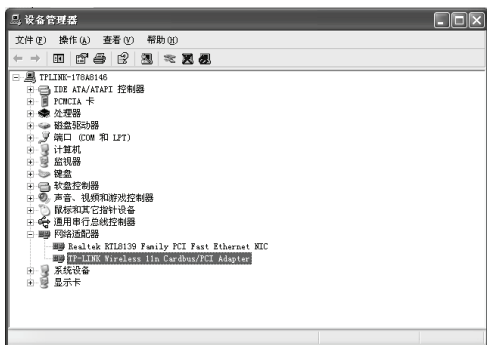 设备管理器
文件(F) 操作(A) 查看(V) 帮助(H)
TPLINK-178A8146
IDE ATA/ATAPI 控制器
PCMCIA 卡
处理器
磁盘驱动器
端口 (COM 和 LPT)
计算机
监视器
键盘
软盘控制器
声音、视频和游戏控制器
鼠标和其它指针设备
通用串行总线控制器
网络适配器
Realtek RTL8139 Family PCI Fast Ethernet NIC
TP-LINK Wireless 11n Cardbus/PCI Adapter
系统设备
显示卡